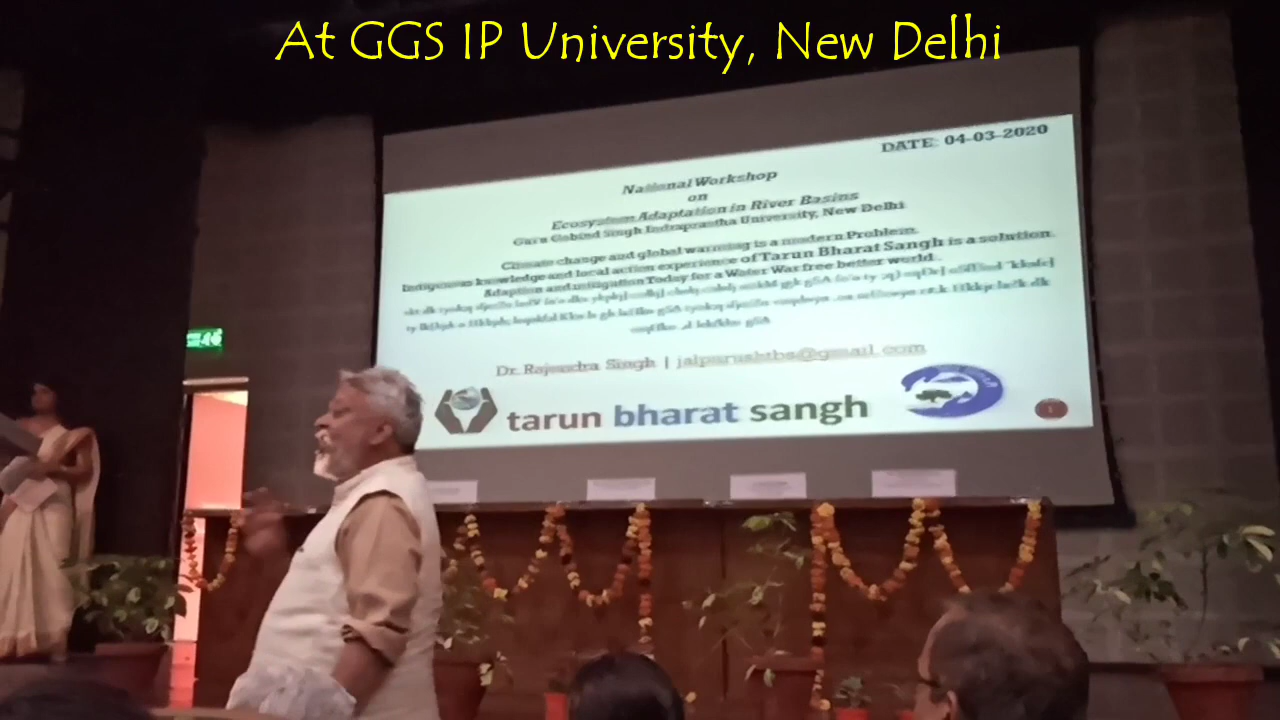 At GGS IP University, New Delhi
DATE: 04-03-2020
National Workshop
on
Ecosystem Adaptation in River Basins
Guru Gobind Singh Indraprastha University, New Delhi
Climate change and global warming is a modern Problem.
Indigenous knowledge and local action experience of Tarun Bharat Sangh is a solution.
Adaption and mitigation Today for a Water War free better world.
Dr. Rajendra Singh | jalpurushtbs@gmail.com
tarun bharat sangh
1